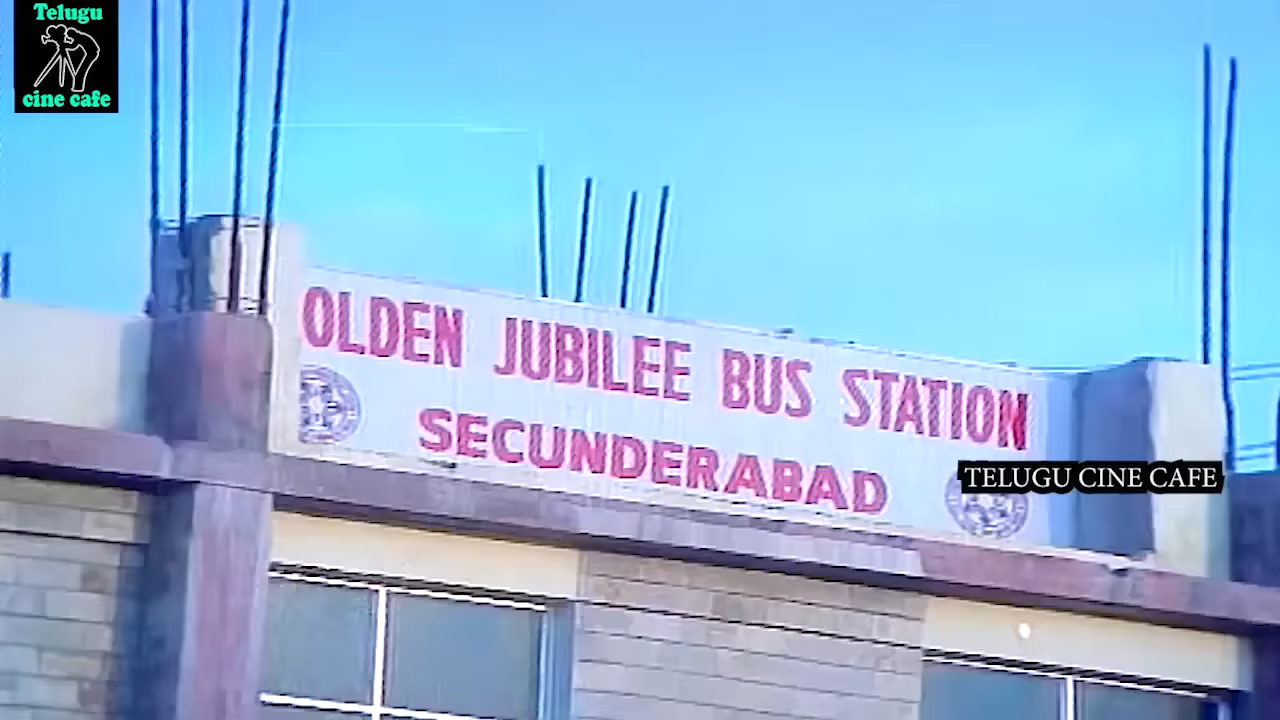 Telugu
cine cafe
OLDEN JUBILEE BUS STATION
SECUNDERABAD
TELUGU CINE CAFE